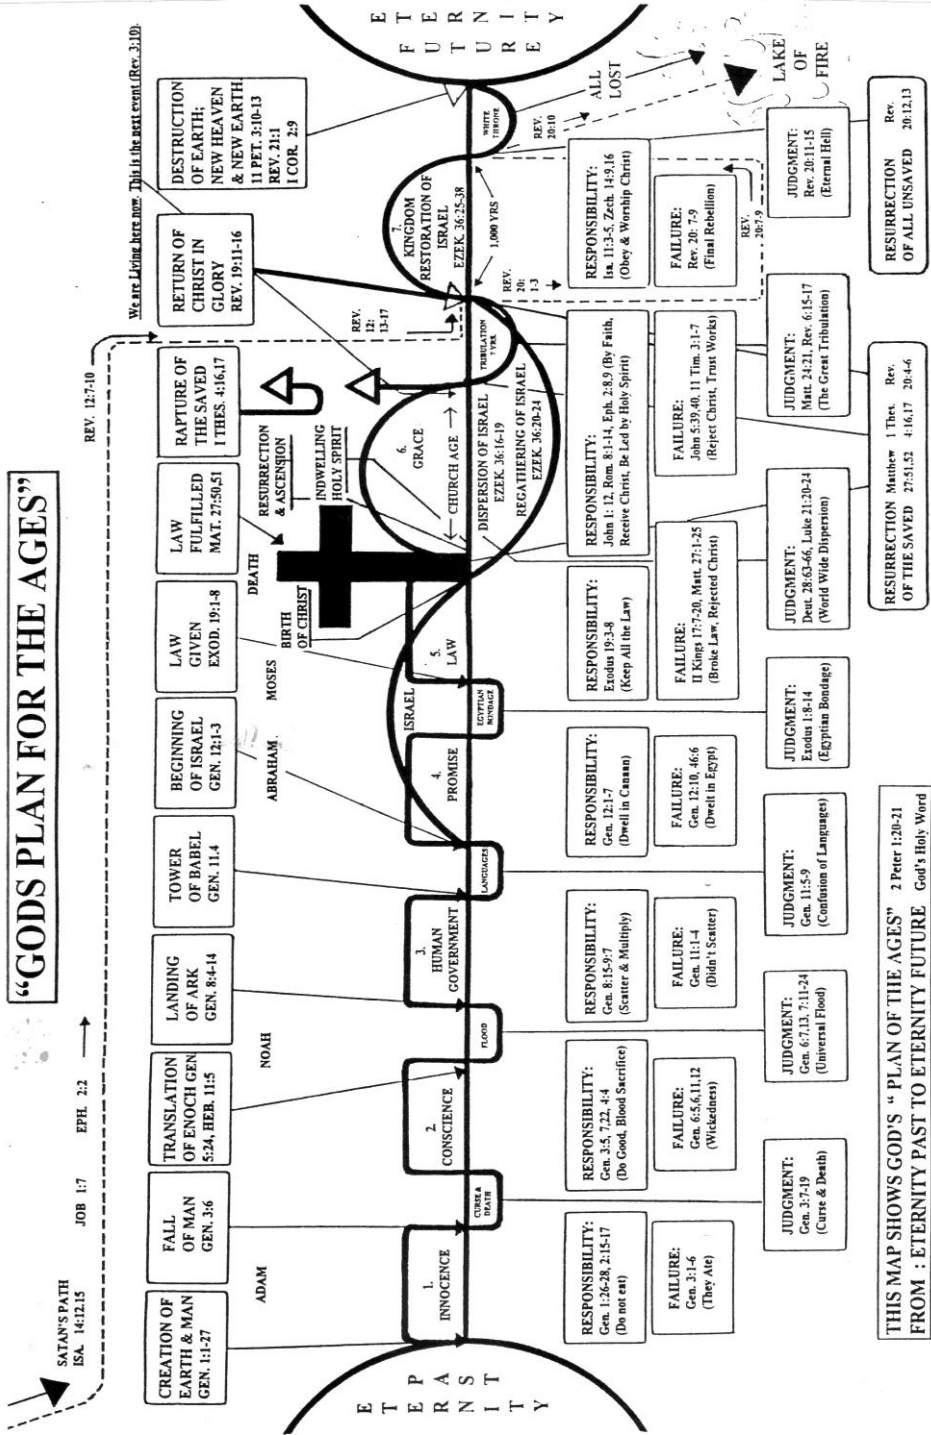 "GODS PLAN FOR THE AGES"
SATAN'S PATH
ISA. 14:12.15
JOB 1:7
EPH. 2:2
REV. 12:7-10
We are Living here now. This is the next event (Rev. 3:10)
CREATION OF
EARTH & MAN
GEN. 1:1-27
FALL
OF MAN
GEN. 3:6
TRANSLATION
OF ENOCH GEN.
5:24, HEB. 11:5
LANDING
OF ARK
GEN. 8:4-14
TOWER
OF BABEL
GEN. 11.4
BEGINNING
OF ISRAEL
GEN. 12:1-3
LAW
GIVEN
EXOD. 19:1-8
LAW
FULFILLED
MAT. 27:50,51
RAPTURE OF
THE SAVED
I THES. 4:16,17
RETURN OF
CHRIST IN
GLORY
REV. 19:11-16
DESTRUCTION
OF EARTH;
NEW HEAVEN
& NEW EARTH
11 PET. 3:10-13
REV. 21:1
I COR. 2:9
ADAM
NOAH
ABRAHAM
MOSES
BIRTH
OF CHRIST
DEATH
RESURRECTION
& ASCENSION
INDWELLING
HOLY SPIRIT
REV.
12:
13-17
ETERNITY
PAST
1.
INNOCENCE
CURSE &
DEATH
2.
CONSCIENCE
FLOOD
3.
HUMAN
GOVERNMENT
LANGUAGES
4.
PROMISE
ISRAEL
EGYPTIAN
BONDAGE
5.
LAW
6.
GRACE
CHURCH AGE
DISPERSION OF ISRAEL
EZEK. 36:16-19
REGATHERING OF ISRAEL
EZEK. 36:20-24
TRIBULATION
7 YRS
7.
KINGDOM
RESTORATION OF
ISRAEL
EZEK. 36:25-38
1,000 YRS
REV.
20:
1-3
WHITE
THRONE
REV.
20:10
ALL
LOST
LAKE
OF
FIRE
ETERNITY
FUTURE
RESPONSIBILITY:
Gen. 1:26-28, 2:15-17
(Do not eat)
FAILURE:
Gen. 3:1-6
(They Ate)
JUDGMENT:
Gen. 3:7-19
(Curse & Death)
RESPONSIBILITY:
Gen. 3:5, 7,22, 4:4
(Do Good, Blood Sacrifice)
FAILURE:
Gen. 6:5,6,11,12
(Wickedness)
JUDGMENT:
Gen. 6:7,13, 7:11-24
(Universal Flood)
RESPONSIBILITY:
Gen. 8:15-9:7
(Scatter & Multiply)
FAILURE:
Gen. 11:1-4
(Didn't Scatter)
JUDGMENT:
Gen. 11:5-9
(Confusion of Languages)
RESPONSIBILITY:
Gen. 12:1-7
(Dwell in Canaan)
FAILURE:
Gen. 12:10, 46:6
(Dwelt in Egypt)
JUDGMENT:
Exodus 1:8-14
(Egyptian Bondage)
RESPONSIBILITY:
Exodus 19:3-8
(Keep All the Law)
FAILURE:
II Kings 17:7-20, Matt. 27:1-25
(Broke Law, Rejected Christ)
JUDGMENT:
Deut. 28:63-66, Luke 21:20-24
(World Wide Dispersion)
RESPONSIBILITY:
John 1: 12, Rom. 8:1-14, Eph. 2:8,9 (By Faith,
Receive Christ, Be Led by Holy Spirit)
FAILURE:
John 5:39,40, 11 Tim. 3:1-7
(Reject Christ, Trust Works)
JUDGMENT:
Matt. 24:21, Rev. 6:15-17
(The Great Tribulation)
RESPONSIBILITY:
Isa. 11:3-5, Zech. 14:9,16
(Obey & Worship Christ)
FAILURE:
Rev. 20: 7-9
(Final Rebellion)
REV.
20:7-9
JUDGMENT:
Rev. 20:11-15
(Eternal Hell)
RESURRECTION Matthew 1 Thes. Rev.
OF THE SAVED 27:51,52 4:16,17 20:4-6
RESURRECTION Rev.
OF ALL UNSAVED 20:12,13
THIS MAP SHOWS GOD'S " PLAN OF THE AGES" 2 Peter 1:20-21
FROM : ETERNITY PAST TO ETERNITY FUTURE God's Holy Word